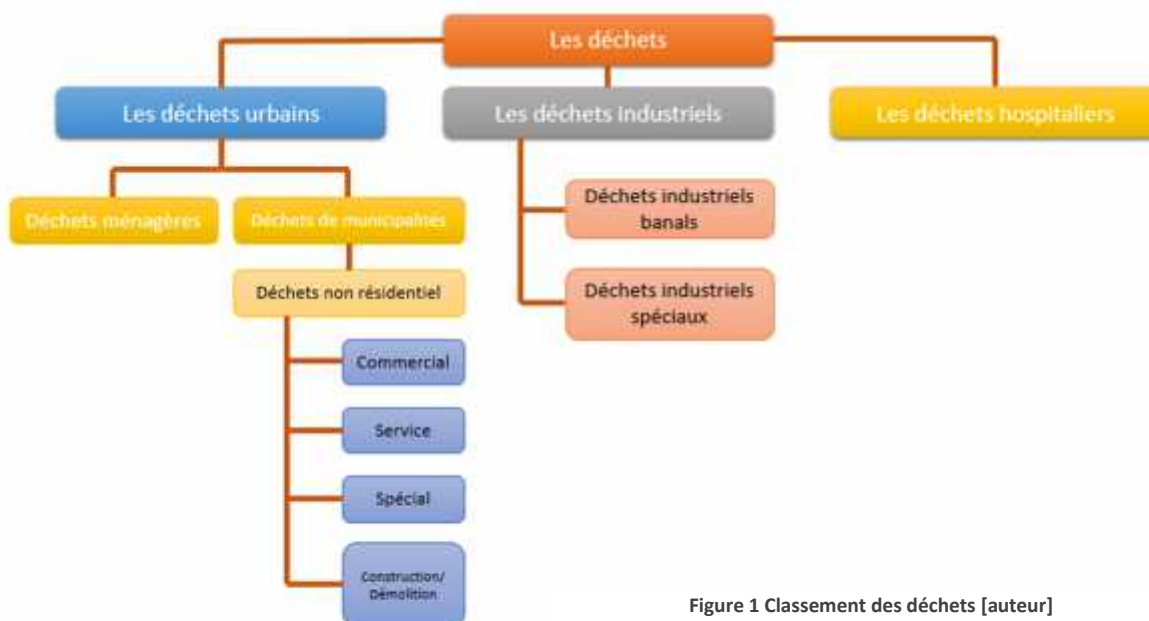 Les déchets
Les déchets urbains
Les déchets industriels
Les déchets hospitaliers
Déchets ménagères
Déchets de municipalités
Déchets industriels
banals
Déchets non résidentiel
Déchets industriels
spéciaux
Commercial
Service
Spécial
Construction/
Démolition
Figure 1 Classement des déchets [auteur]